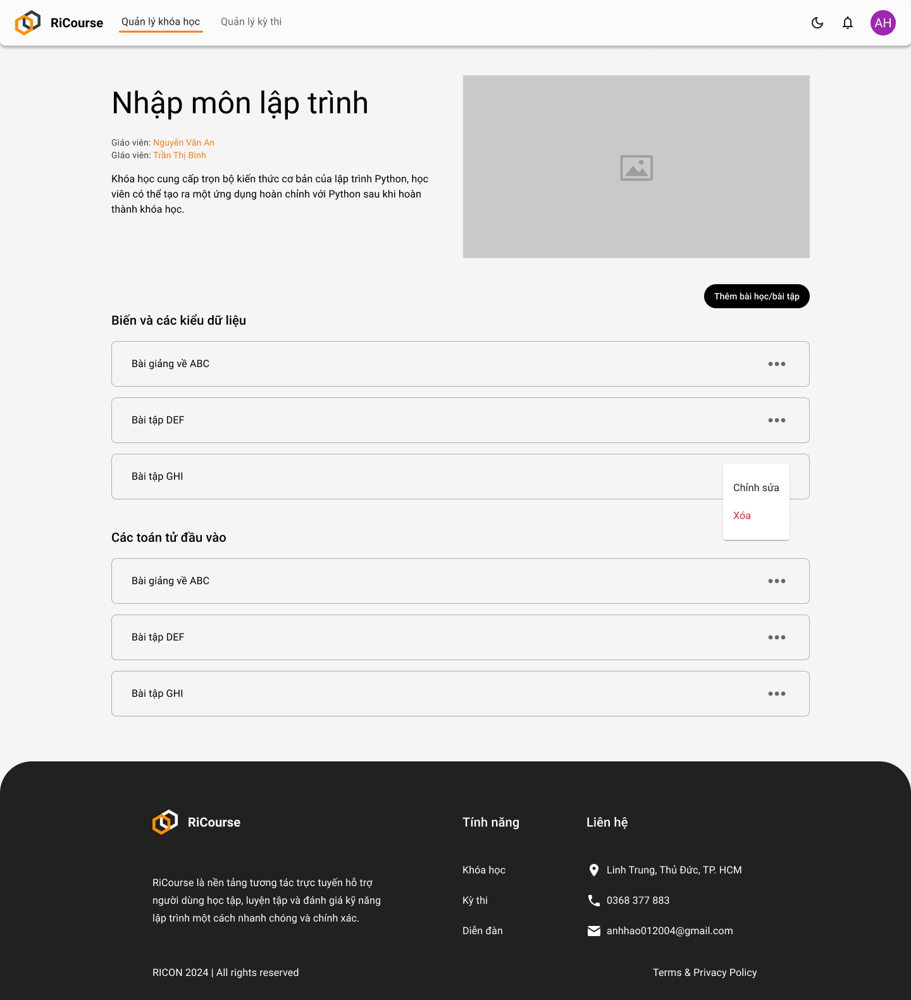 RiCourse
Quản lý khóa học
Quản lý kỳ thi
AH
Nhập môn lập trình
Giáo viên: Nguyễn Văn An
Giáo viên: Trần Thị Bình
Khóa học cung cấp trọn bộ kiến thức cơ bản của lập trình Python, học
viên có thể tạo ra một ứng dụng hoàn chỉnh với Python sau khi hoàn
thành khóa học.
Thêm bài học/bài tập
Biến và các kiểu dữ liệu
Bài giảng về ABC
Bài tập DEF
Bài tập GHI
Chỉnh sửa
Xóa
Các toán tử đầu vào
Bài giảng về ABC
Bài tập DEF
Bài tập GHI
RiCourse
RiCourse là nền tảng tương tác trực tuyến hỗ trợ
người dùng học tập, luyện tập và đánh giá kỹ năng
lập trình một cách nhanh chóng và chính xác.
Tính năng
Khóa học
Kỳ thi
Diễn đàn
Liên hệ
Linh Trung, Thủ Đức, TP. HCM
0368 377 883
anhhao012004@gmail.com
RICON 2024 | All rights reserved
Terms & Privacy Policy